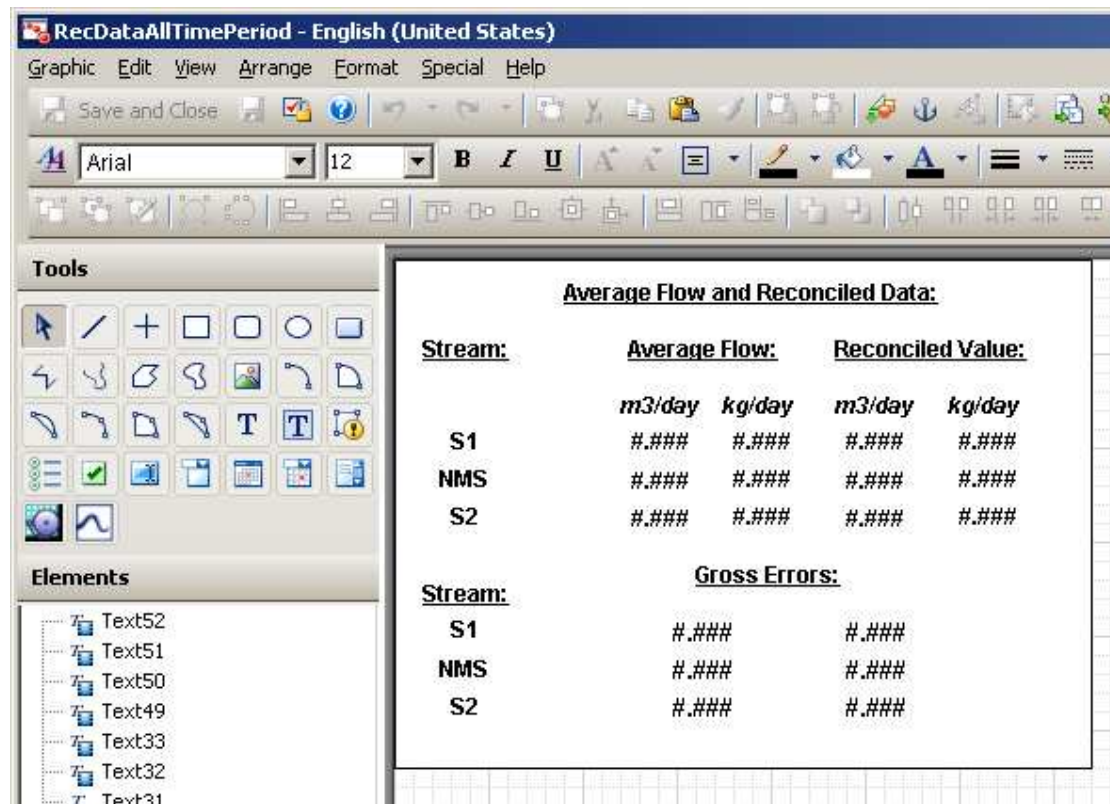 RecDataAllTimePeriod - English (United States)
Graphic Edit View Arrange Format Special Help
Save and Close
Arial 12 B I U A
Tools
T T
Elements
Text52
Text51
Text50
Text49
Text33
Text32
Text31
Average Flow and Reconciled Data:
Stream: Average Flow: Reconciled Value:
m3/day kg/day m3/day kg/day
S1 #.### #.### #.### #.###
NMS #.### #.### #.### #.###
S2 #.### #.### #.### #.###
Gross Errors:
Stream:
S1 #.### #.###
NMS #.### #.###
S2 #.### #.###